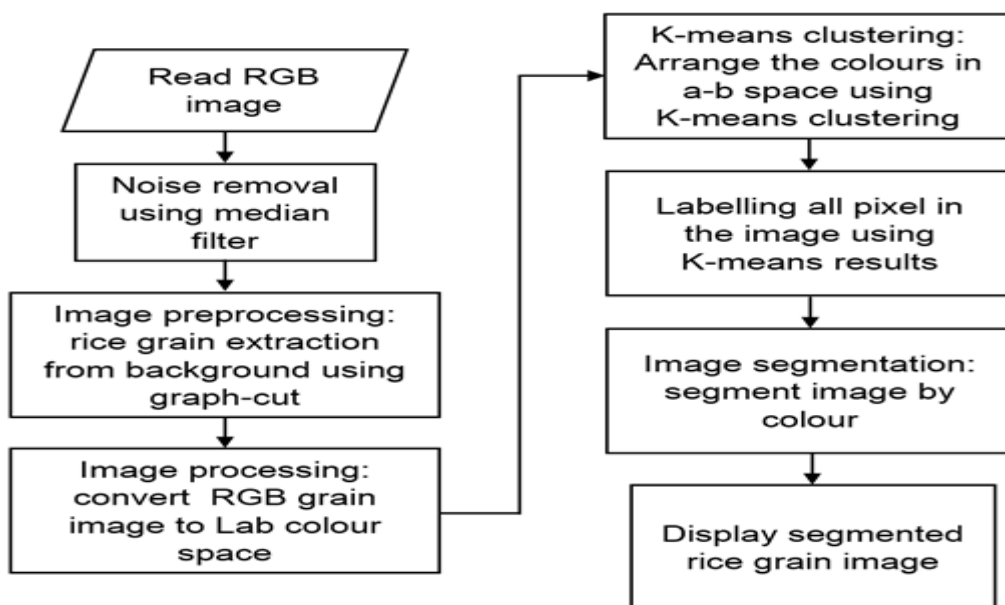 Read RGB
image
Noise removal
using median
filter
Image preprocessing:
rice grain extraction
from background using
graph-cut
Image processing:
convert RGB grain
image to Lab colour
space
K-means clustering:
Arrange the colours in
a-b space using
K-means clustering
Labelling all pixel in
the image using
K-means results
Image segmentation:
segment image by
colour
Display segmented
rice grain image